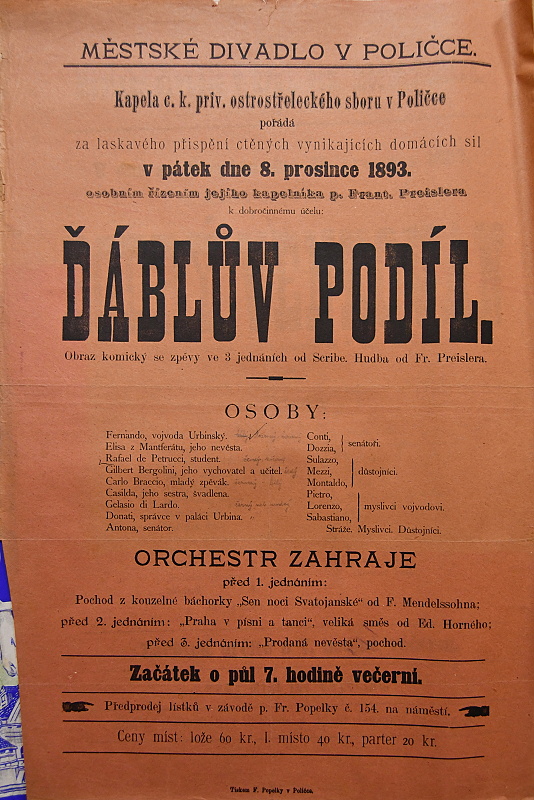 MĚSTSKÉ DIVADLO V POLIČCE.
Kapela c. k. priv. ostrostřeleckého sboru v Poličce
pořádá
za laskavého přispění ctěných vynikajících domácích sil
v pátek dne 8. prosince 1893.
osobním řízením jejího kapelníka p. Frant. Preislera
k dobročinnému účelu:
ĎÁBLŮV PODÍL.
Obraz komický se zpěvy ve 3 jednáních od Scribe. Hudba od Fr. Preislera.
OSOBY:
Fernando, vojvoda Urbinský.
Elisa z Mantferátu, jeho nevěsta.
Rafael de Petrucci, student.
Gilbert Bergolini, jeho vychovatel a učitel.
Carlo Braccio, mladý zpěvák.
Casilda, jeho sestra, švadlena.
Gelasio di Lardo.
Donati, správce v paláci Urbina.
Antona, senátor.
Conti,
Dozzia,
senátoři.
Sulazzo,
Mezzi,
Montaldo,
důstojníci.
Pietro,
Lorenzo,
Sabastiano,
myslivci vojvodovi.
Stráže. Myslivci. Důstojníci.
ORCHESTR ZAHRAJE
před 1. jednáním:
Pochod z kouzelné báchorky „Sen noci Svatojanské" od F. Mendelssohna;
před 2. jednáním: „Praha v písni a tanci", veliká směs od Ed. Horného;
před 3. jednáním: „Prodaná nevěsta", pochod.
Začátek o půl 7. hodině večerní.
Předprodej lístků v závodě p. Fr. Popelky č. 154. na náměstí.
Ceny míst: lože 60 kr., I. místo 40 kr., parter 20 kr.
Tiskem F. Popelky v Poličce.